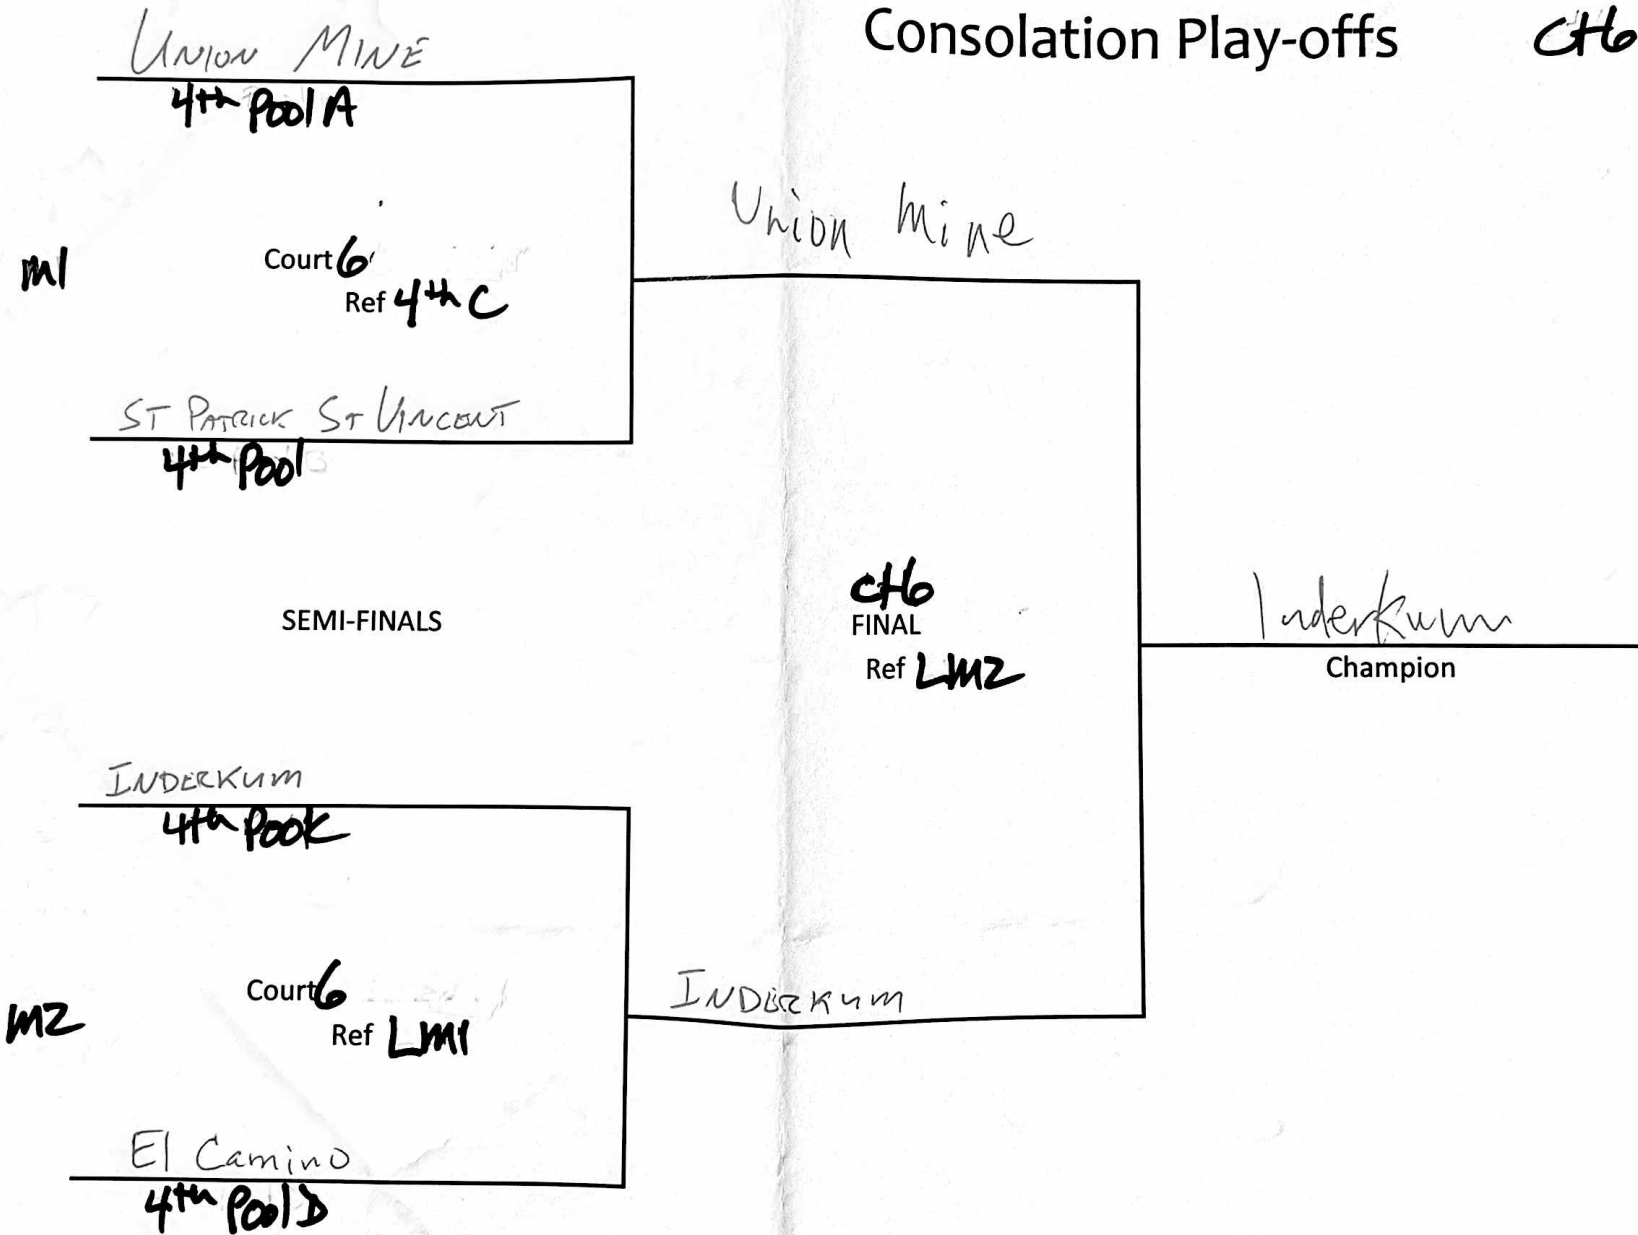 Consolation Play-offs CH6
UNION MINE
4th Pool A
Union Mine
M1
Court 6
Ref 4th C
ST PATRICK ST VINCENT
4th Pool
CH6
FINAL
Ref LM2
SEMI-FINALS
Inderkum
Champion
INDERKUM
4th Pool C
M2
Court 6
Ref LM1
INDERKUM
El Camino
4th Pool D